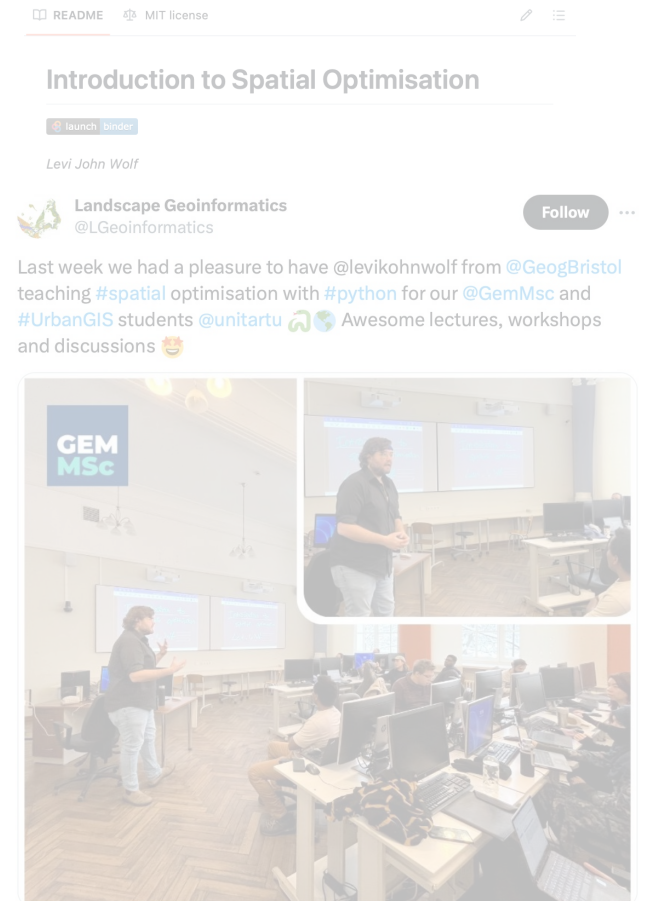 README
MIT license
Introduction to Spatial Optimisation
launch binder
Levi John Wolf
Landscape Geoinformatics
@LGeoinformatics
Follow
Last week we had a pleasure to have @levikohnwolf from @GeogBristol
teaching #spatial optimisation with #python for our @GemMsc and
#UrbanGIS students @unitartu 🌎 Awesome lectures, workshops
and discussions 🤩
GEM
MSc